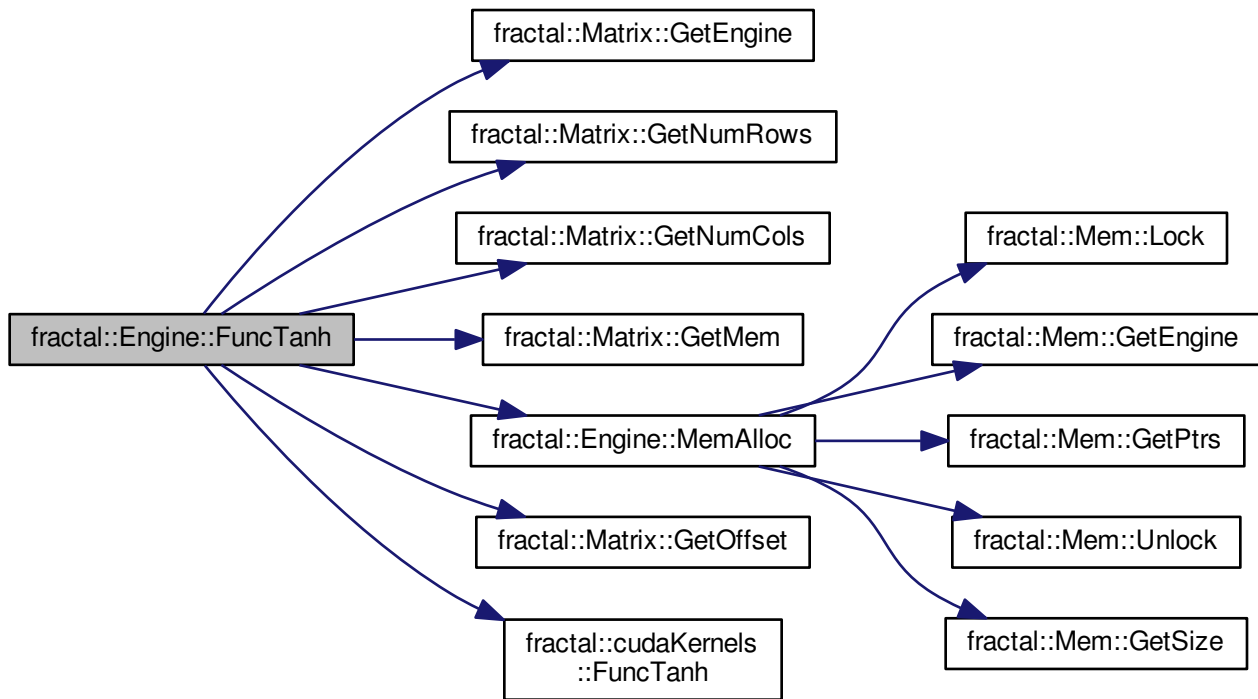 fractal::Engine::FuncTanh
fractal::Matrix::GetEngine
fractal::Matrix::GetNumRows
fractal::Matrix::GetNumCols
fractal::Matrix::GetMem
fractal::Engine::MemAlloc
fractal::Matrix::GetOffset
fractal::cudaKernels
::FuncTanh
fractal::Mem::Lock
fractal::Mem::GetEngine
fractal::Mem::GetPtrs
fractal::Mem::Unlock
fractal::Mem::GetSize